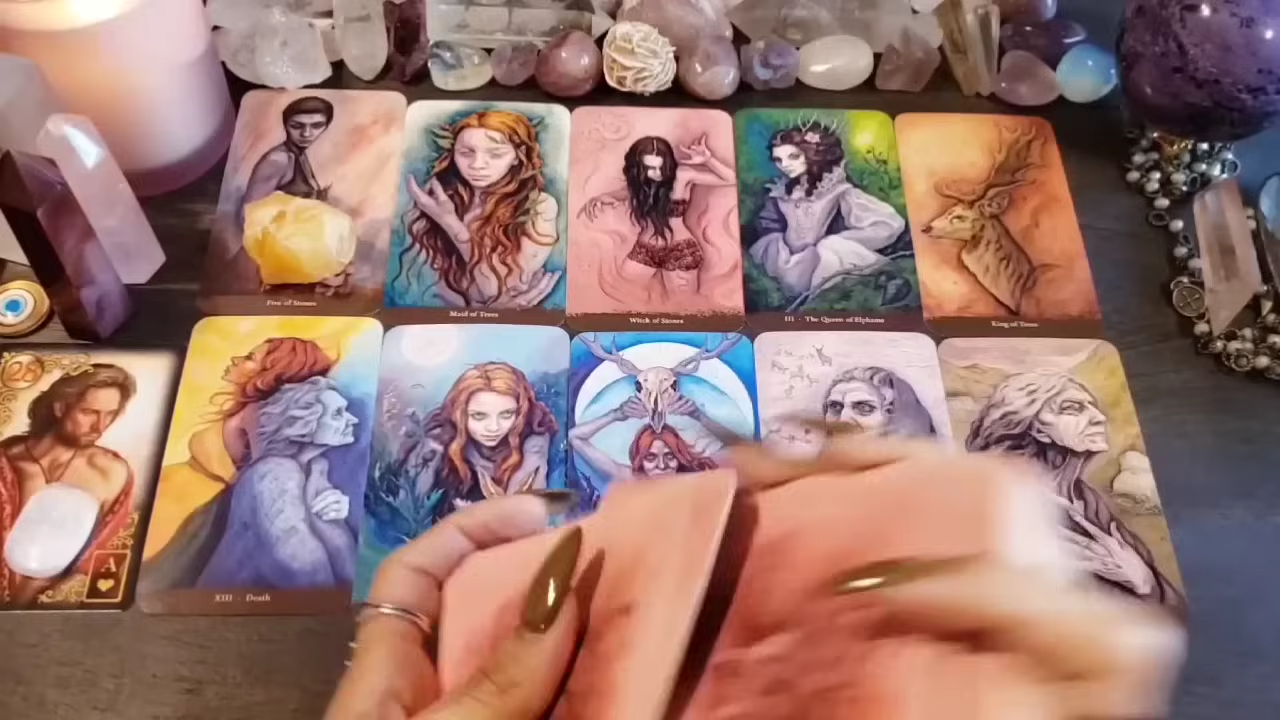 Five of Stones
Maid of Trees
Witch of Stones
III · The Queen of Elphame
King of Trees
28
A
XIII · Death